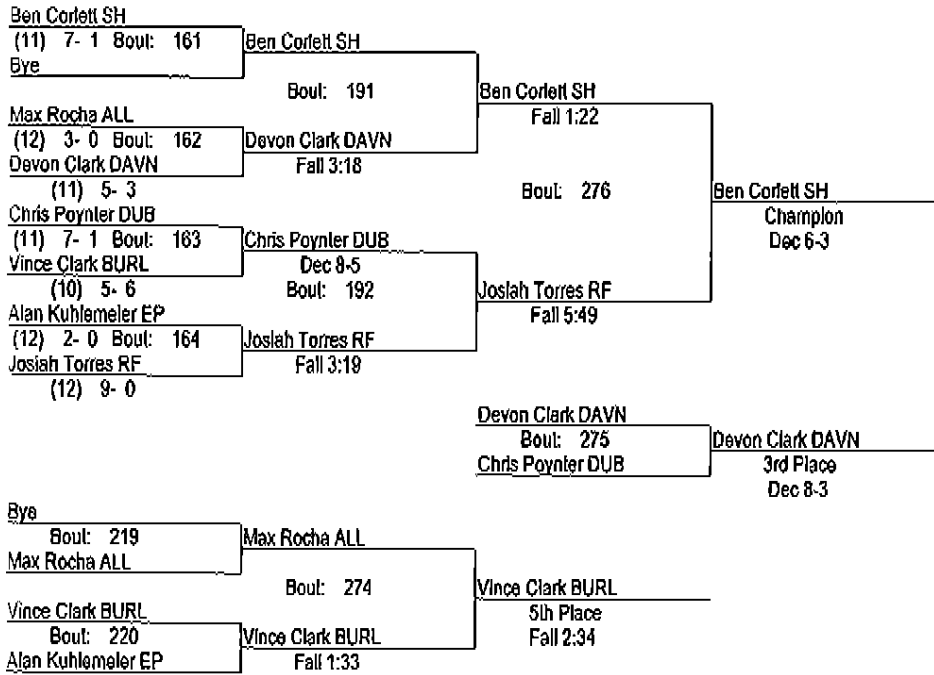 Ben Corlett SH
(11) 7- 1 Bout: 161
Bye
Ben Corlett SH
Bout: 191
Max Rocha ALL
(12) 3- 0 Bout: 162
Devon Clark DAVN
(11) 5- 3
Devon Clark DAVN
Fall 3:18
Ben Corlett SH
Fall 1:22
Bout: 276
Chris Poynter DUB
(11) 7- 1 Bout: 163
Vince Clark BURL
(10) 5- 6
Chris Poynter DUB
Dec 8-5
Bout: 192
Alan Kuhlemeier EP
(12) 2- 0 Bout: 164
Josiah Torres RF
(12) 9- 0
Josiah Torres RF
Fall 3:19
Josiah Torres RF
Fall 5:49
Ben Corlett SH
Champion
Dec 6-3
Devon Clark DAVN
Bout: 275
Chris Poynter DUB
Devon Clark DAVN
3rd Place
Dec 8-3
Bye
Bout: 219
Max Rocha ALL
Max Rocha ALL
Bout: 274
Vince Clark BURL
Bout: 220
Alan Kuhlemeier EP
Vince Clark BURL
Fall 1:33
Vince Clark BURL
5th Place
Fall 2:34